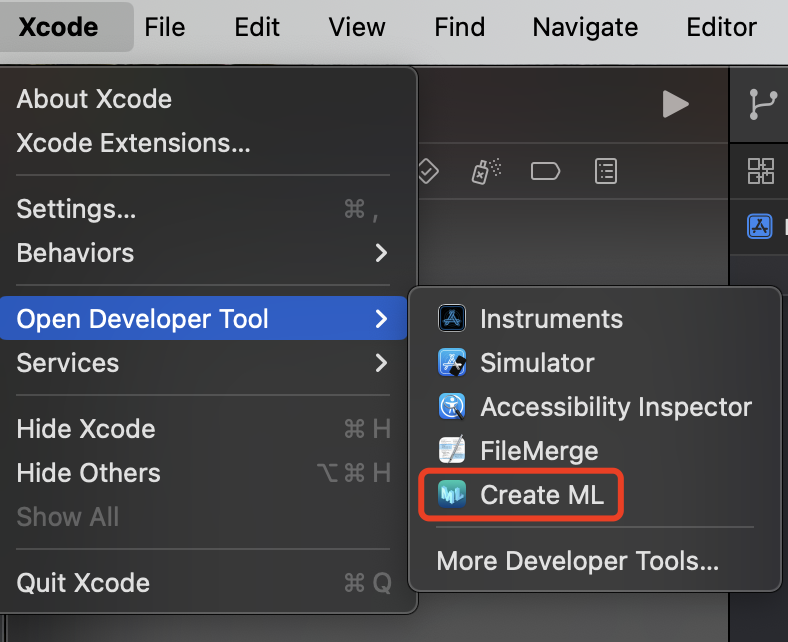 Xcode File Edit View Find Navigate Editor
About Xcode
Xcode Extensions...
Settings... ⌘ ,
Behaviors
Open Developer Tool
Services
Hide Xcode ⌘ H
Hide Others ⌥ ⌘ H
Show All
Quit Xcode ⌘ Q
Instruments
Simulator
Accessibility Inspector
FileMerge
ML Create ML
More Developer Tools...